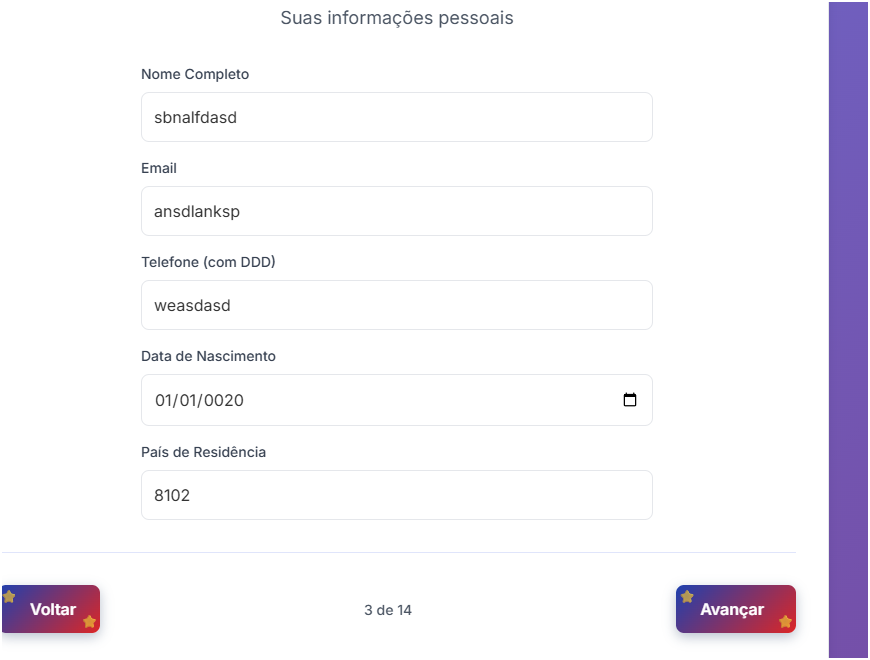 Suas informações pessoais
Nome Completo
sbnalfdasd
Email
ansdlanksp
Telefone (com DDD)
weasdasd
Data de Nascimento
01/01/0020
País de Residência
8102
Voltar
3 de 14
Avançar